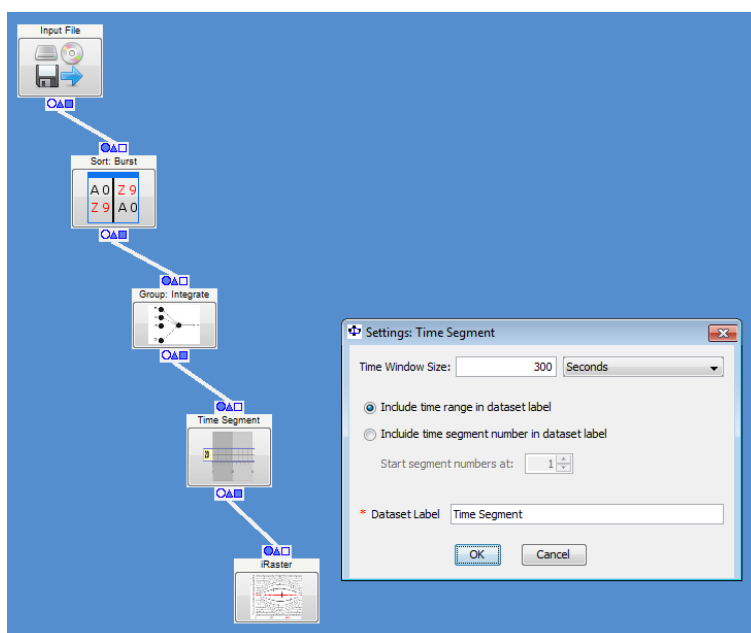 Input File
Sort: Burst
A 0 Z 9
Z 9 A 0
Group: Integrate
Time Segment
iRaster
Settings: Time Segment
Time Window Size: 300 Seconds
Include time range in dataset label
Incluide time segment number in dataset label
Start segment numbers at: 1
* Dataset Label Time Segment
OK Cancel